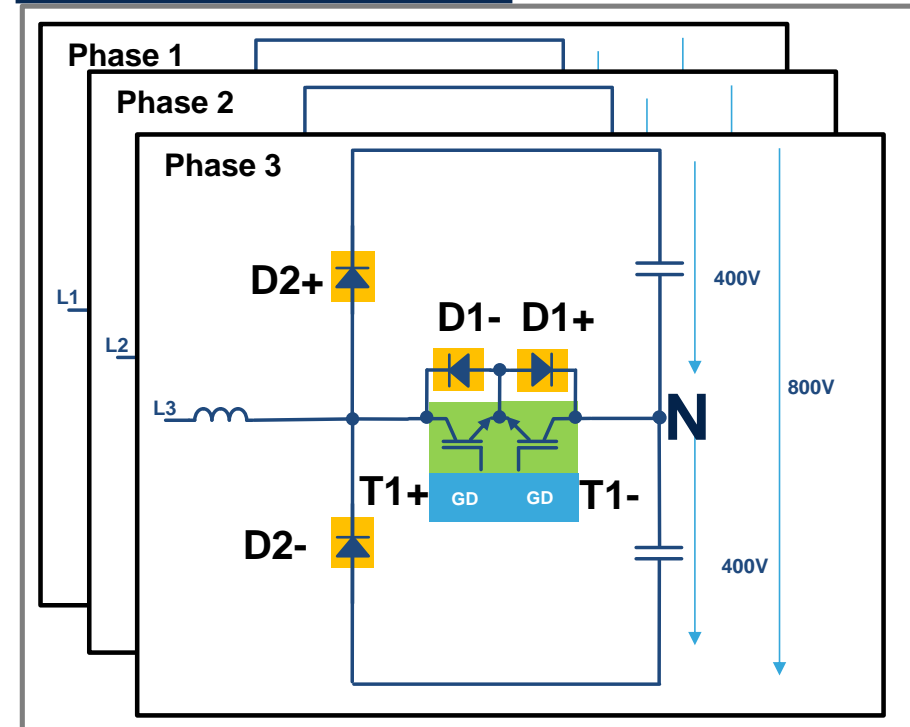 Phase 1
Phase 2
Phase 3
D2+
400V
L1
D1- D1+
L2
800V
L3
N
T1+
GD
GD
T1-
D2-
400V